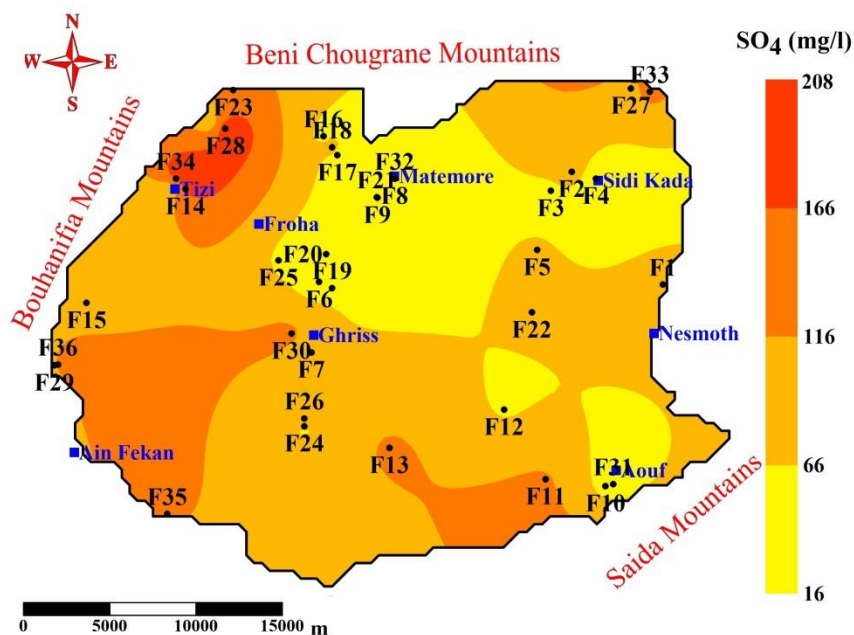 N
W E
S
Beni Chougrane Mountains
SO4 (mg/l)
208
166
116
66
16
Bouhanifia Mountains
Saida Mountains
F23
F28
F34
Tizi
F14
F16
F18
F17
F32
Matemore
F21
F8
F9
F33
F27
F2
Sidi Kada
F4
F3
Froha
F20
F25
F19
F6
F5
F1
F15
F22
Nesmoth
F36
F29
F30
Ghriss
F7
F26
F24
F12
Ain Fekan
F13
F35
F11
F31
Aouf
F10
0 5000 10000 15000 m